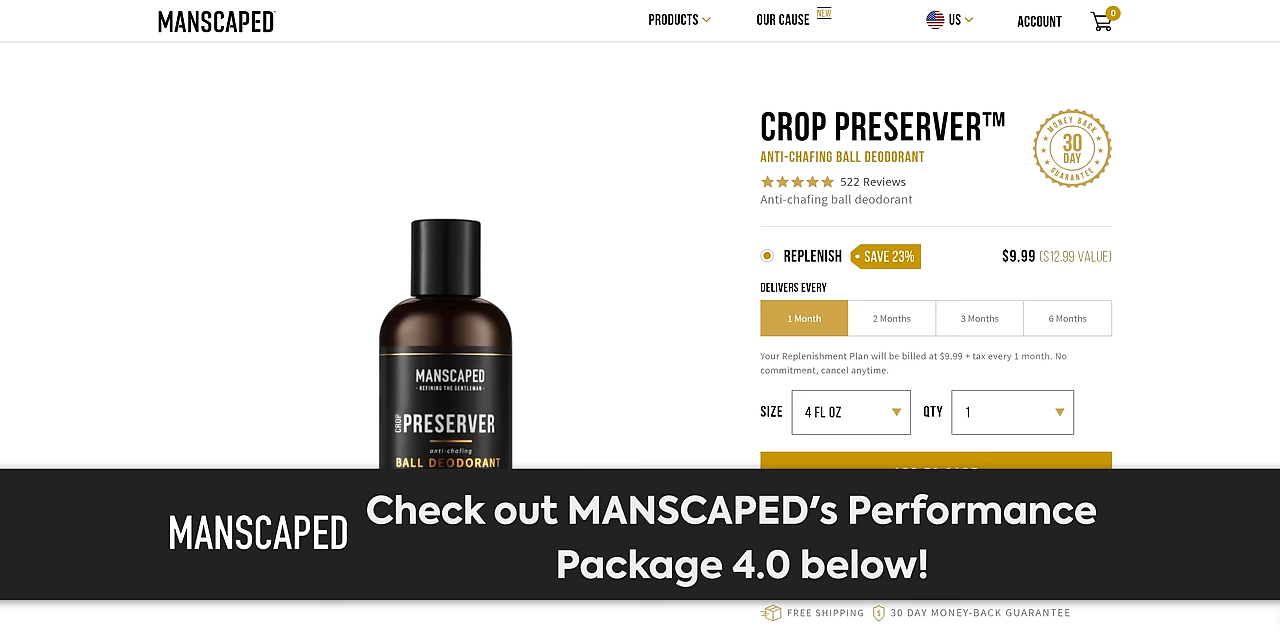 MANSCAPED
PRODUCTS
OUR CAUSE NEW
US
ACCOUNT
0
CROP PRESERVER™
ANTI-CHAFING BALL DEODORANT
522 Reviews
Anti-chafing ball deodorant
MONEY BACK
30
DAY
GUARANTEE
REPLENISH
SAVE 23%
$9.99 ($12.99 VALUE)
DELIVERS EVERY
1 Month
2 Months
3 Months
6 Months
Your Replenishment Plan will be billed at $9.99 + tax every 1 month. No
commitment, cancel anytime.
SIZE
4 FL OZ
QTY
1
MANSCAPED
- REFINING THE GENTLEMAN -
CROP PRESERVER
anti-chafing
BALL DEODORANT
MANSCAPED
Check out MANSCAPED's Performance
Package 4.0 below!
FREE SHIPPING
30 DAY MONEY-BACK GUARANTEE